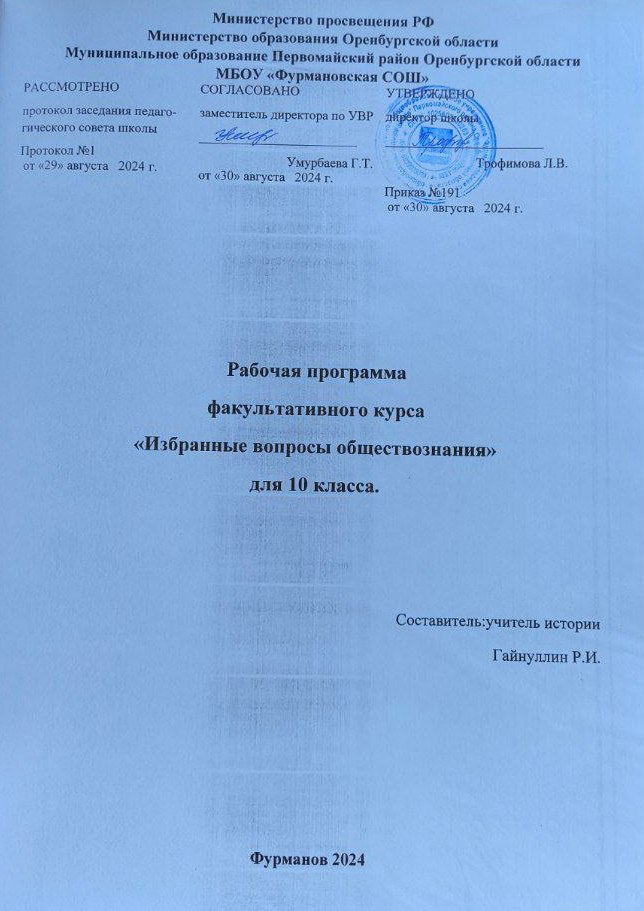 Министерство просвещения РФ
Министерство образования Оренбургской области
Муниципальное образование Первомайский район Оренбургской области
МБОУ «Фурмановская СОШ»
РАССМОТРЕНО
протокол заседания педаго-
гического совета школы
Протокол №1
от «29» августа 2024 г.
СОГЛАСОВАНО
заместитель директора по УВР
Умурбаева Г.Т.
от «30» августа 2024 г.
УТВЕРЖДЕНО
директор школы
Трофимова Л.В.
Приказ №191
от «30» августа 2024 г.
Рабочая программа
факультативного курса
«Избранные вопросы обществознания»
для 10 класса.
Составитель:учитель истории
Гайнуллин Р.И.
Фурманов 2024